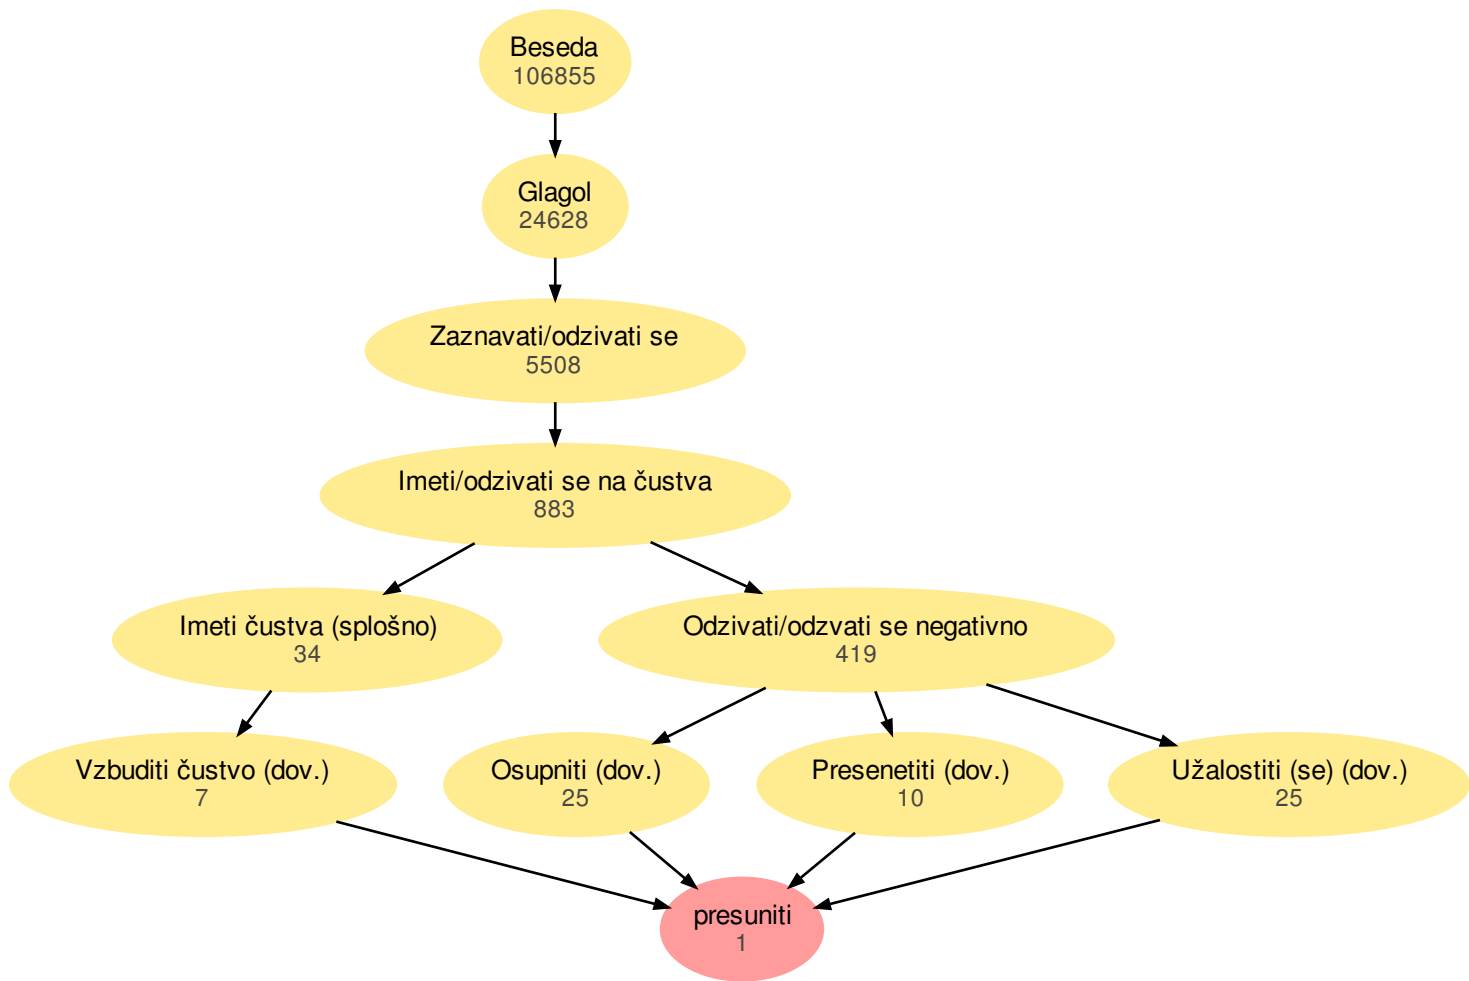 Beseda
106855
Glagol
24628
Zaznavati/odzivati se
5508
Imeti/odzivati se na čustva
883
Imeti čustva (splošno)
34
Odzivati/odzvati se negativno
419
Vzbuditi čustvo (dov.)
7
Osupniti (dov.)
25
Presenetiti (dov.)
10
Užalostiti (se) (dov.)
25
presuniti
1